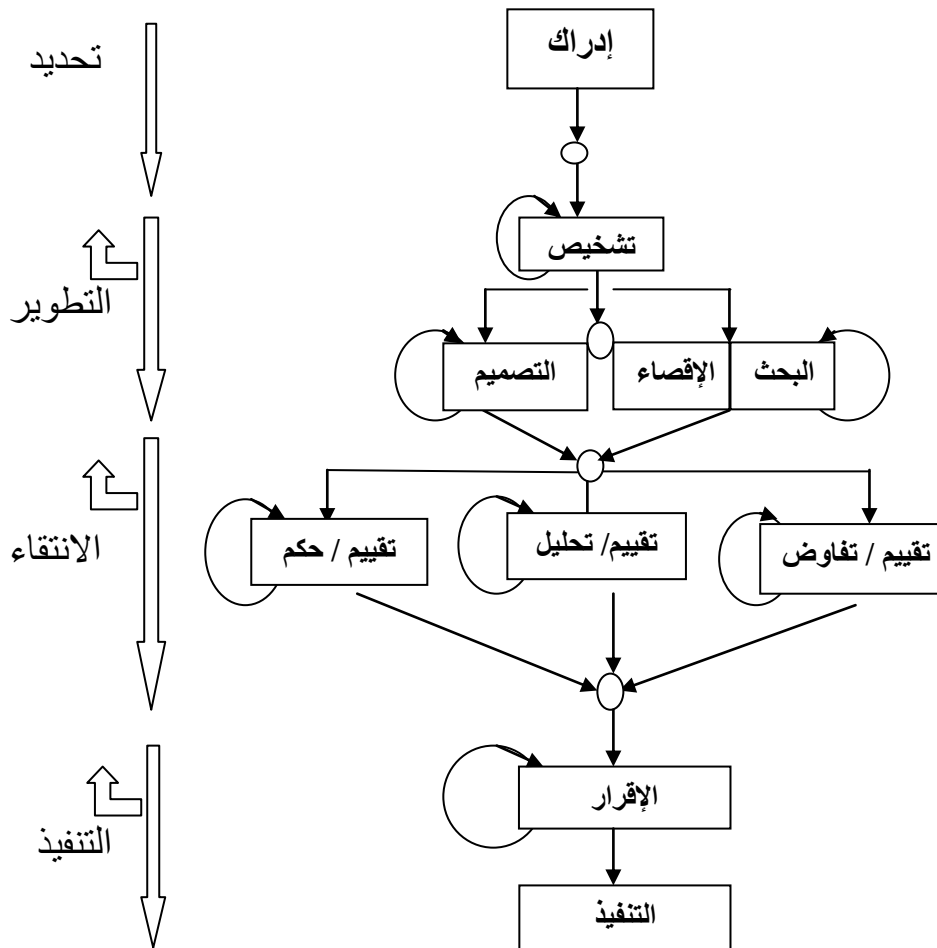 تحديد
إدراك
تشخيص
التطوير
البحث
الإقصاء
التصميم
الانتقاء
تقييم / تفاوض
تقييم/ تحليل
تقييم / حكم
الإقرار
التنفيذ
التنفيذ